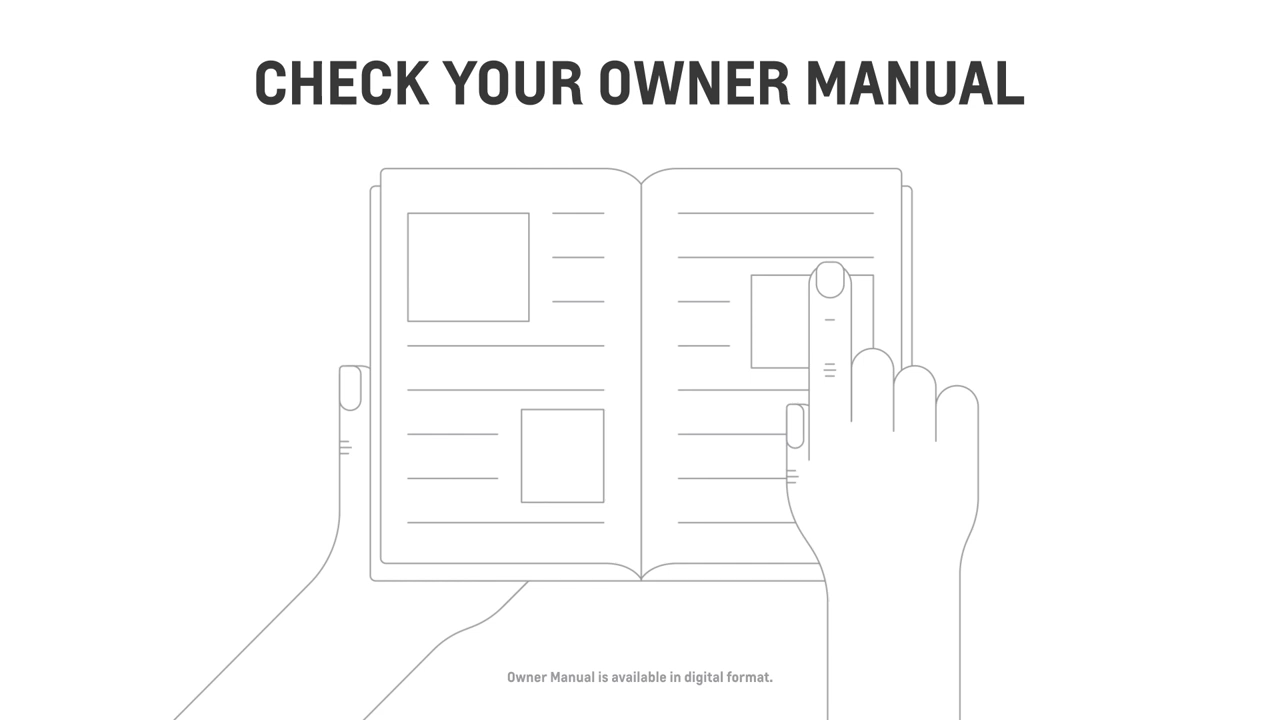 CHECK YOUR OWNER MANUAL
Owner Manual is available in digital format.